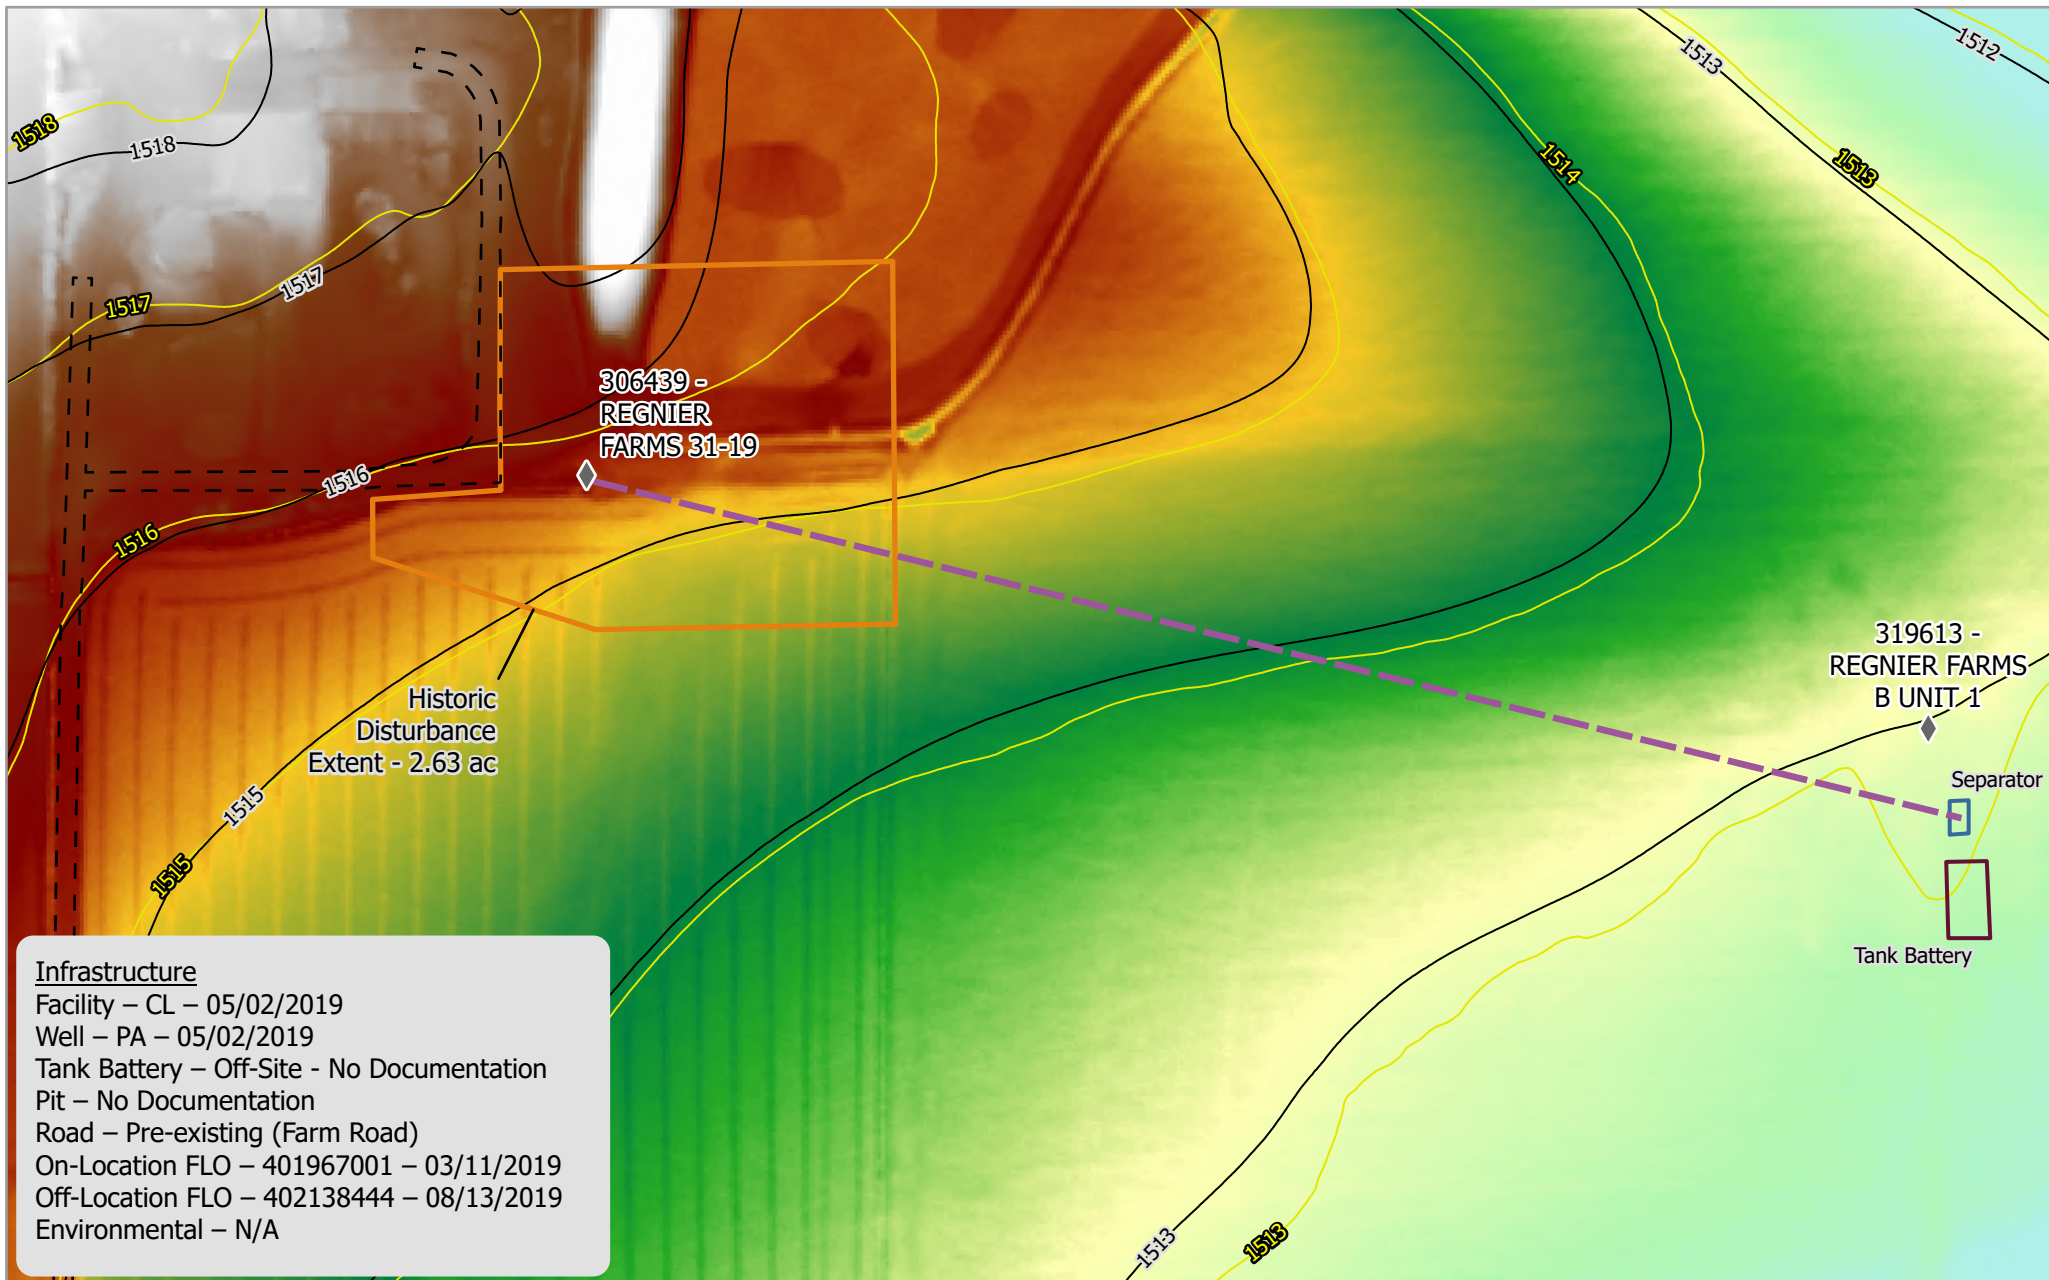 1518
1518
1517
1517
1516
1516
1515
1515
1514
1513
1513
1512
306439 -
REGNIER
FARMS 31-19
Historic
Disturbance
Extent - 2.63 ac
319613 -
REGNIER FARMS
B UNIT 1
Separator
Tank Battery
1513
1513
Infrastructure
Facility – CL – 05/02/2019
Well – PA – 05/02/2019
Tank Battery – Off-Site - No Documentation
Pit – No Documentation
Road – Pre-existing (Farm Road)
On-Location FLO – 401967001 – 03/11/2019
Off-Location FLO – 402138444 – 08/13/2019
Environmental – N/A